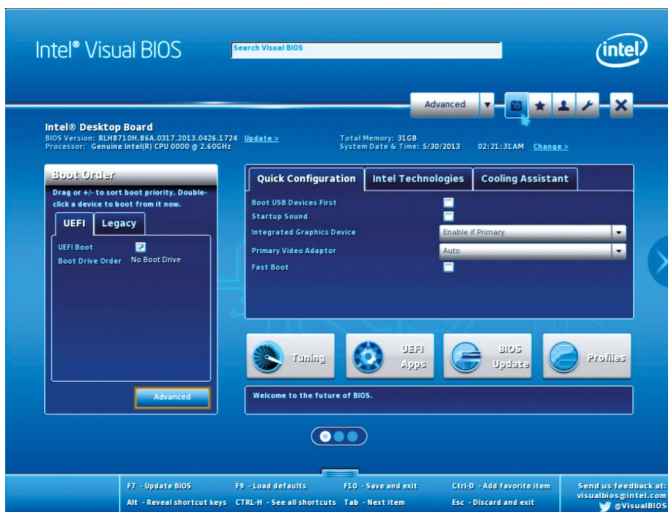 Intel® Visual BIOS
Search Visual BIOS
intel
Advanced
Intel® Desktop Board
BIOS Version: RLH8710H.86A.0317.2013.0426.1724 Update >
Processor: Genuine Intel(R) CPU 0000 @ 2.60GHz
Total Memory: 31GB
System Date & Time: 5/30/2013 02:21:31AM Change >
Boot Order
Drag or +/- to sort boot priority. Double-
click a device to boot from it now.
UEFI Legacy
UEFI Boot
Boot Drive Order No Boot Drive
Advanced
Quick Configuration Intel Technologies Cooling Assistant
Boot USB Devices First
Startup Sound
Integrated Graphics Device Enable if Primary
Primary Video Adaptor Auto
Fast Boot
Tuning
UEFI
Apps
BIOS
Update
Profiles
Welcome to the future of BIOS.
F7 - Update BIOS F9 - Load defaults F10 - Save and exit Ctrl-D - Add favorite item
Alt - Reveal shortcut keys CTRL-H - See all shortcuts Tab - Next item Esc - Discard and exit
Send us feedback at:
visualbios@intel.com
@VisualBIOS